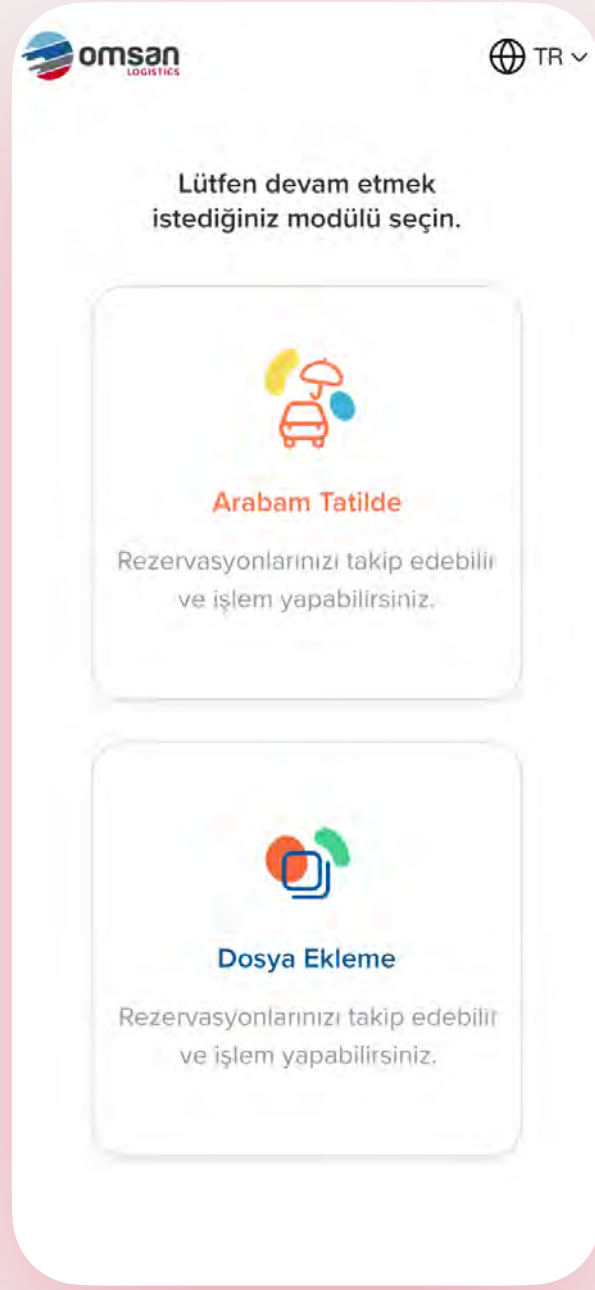 omsan
LOGISTICS
TR
Lütfen devam etmek
istediğiniz modülü seçin.
Arabam Tatilde
Rezervasyonlarınızı takip edebilir
ve işlem yapabilirsiniz.
Dosya Ekleme
Rezervasyonlarınızı takip edebilir
ve işlem yapabilirsiniz.